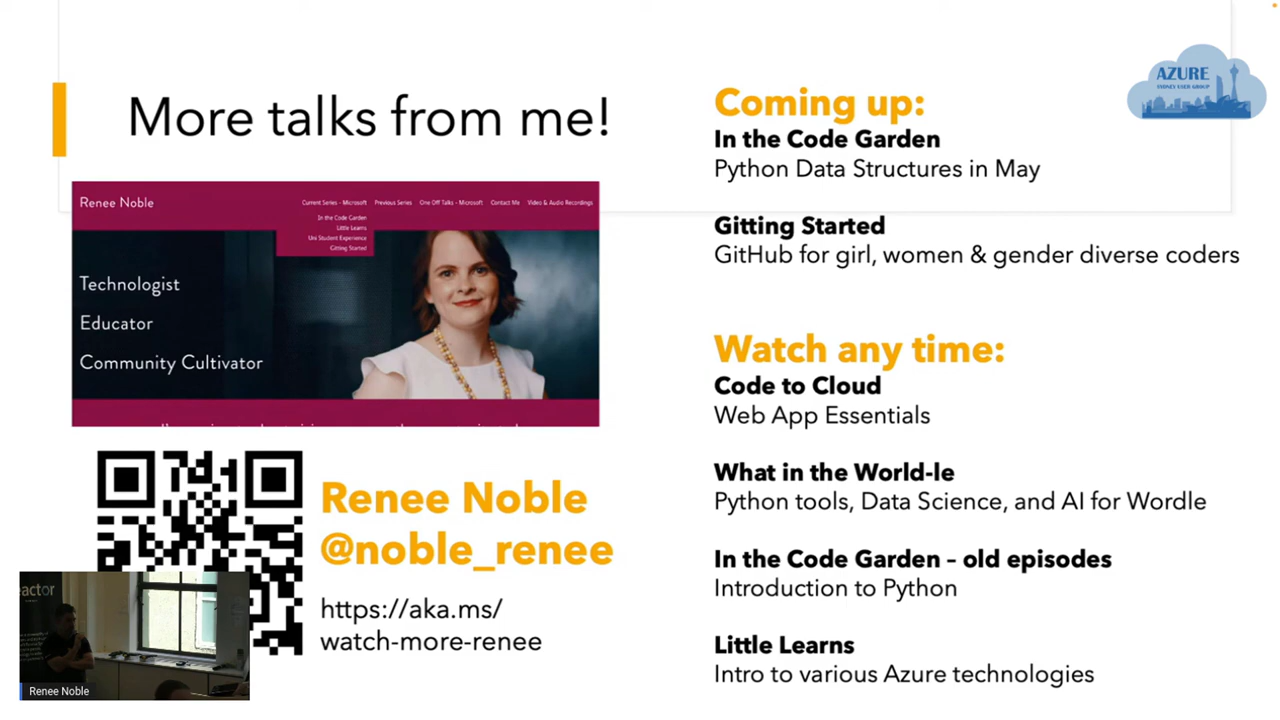 More talks from me!
Renee Noble
Current Series - Microsoft
Previous Series
One Off Talks - Microsoft
Contact Me
Video & Audio Recordings
In the Code Garden
Little Learns
Uni Student Experience
Gitting Started
Technologist
Educator
Community Cultivator
Renee Noble
@noble_renee
https://aka.ms/
watch-more-renee
actor
Renee Noble
AZURE
SYDNEY USER GROUP
Coming up:
In the Code Garden
Python Data Structures in May
Gitting Started
GitHub for girl, women & gender diverse coders
Watch any time:
Code to Cloud
Web App Essentials
What in the World-le
Python tools, Data Science, and AI for Wordle
In the Code Garden – old episodes
Introduction to Python
Little Learns
Intro to various Azure technologies